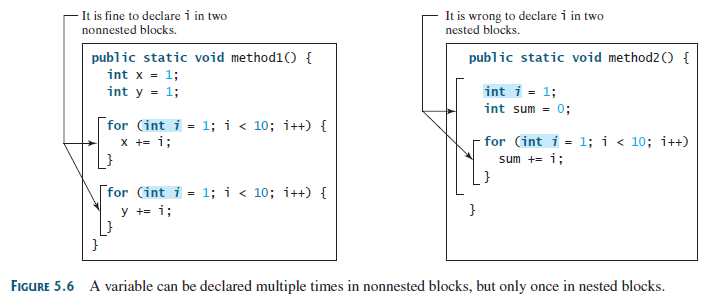 It is fine to declare i in two
nonnested blocks.
public static void method1() {
int x = 1;
int y = 1;
for (int i = 1; i < 10; i++) {
x += i;
}
for (int i = 1; i < 10; i++) {
y += i;
}
}
It is wrong to declare i in two
nested blocks.
public static void method2() {
int i = 1;
int sum = 0;
for (int i = 1; i < 10; i++)
sum += i;
}
}
FIGURE 5.6 A variable can be declared multiple times in nonnested blocks, but only once in nested blocks.